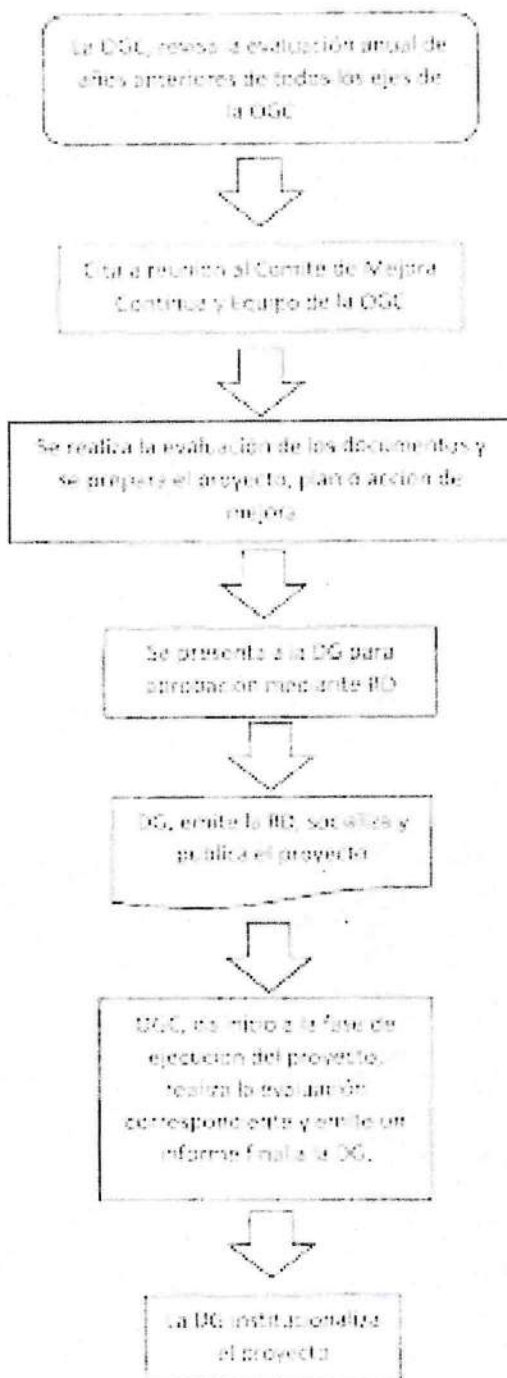 La OGC, revisa la evaluación anual de
años anteriores de todos los ejes de
la OGC
Cita a reunión al Comité de Mejora
Continua y Equipo de la OGC
Se realiza la evaluación de los documentos y
se prepara el proyecto, plan o acción de
mejora
Se presenta a la DG para
aprobación mediante RD
DG, emite la RD, socializa y
publica el proyecto
OGC, da inicio a la fase de
ejecución del proyecto,
realiza la evaluación
correspondiente y emite un
informe final a la DG.
La DG institucionaliza
el proyecto